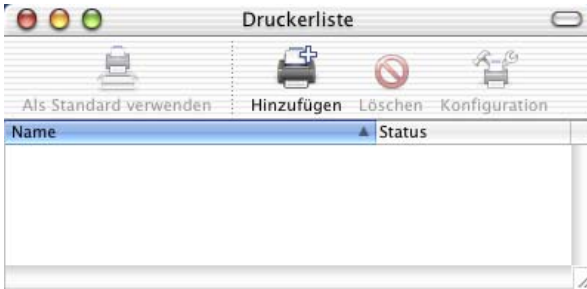 Druckerliste
Als Standard verwenden Hinzufügen Löschen Konfiguration
Name Status